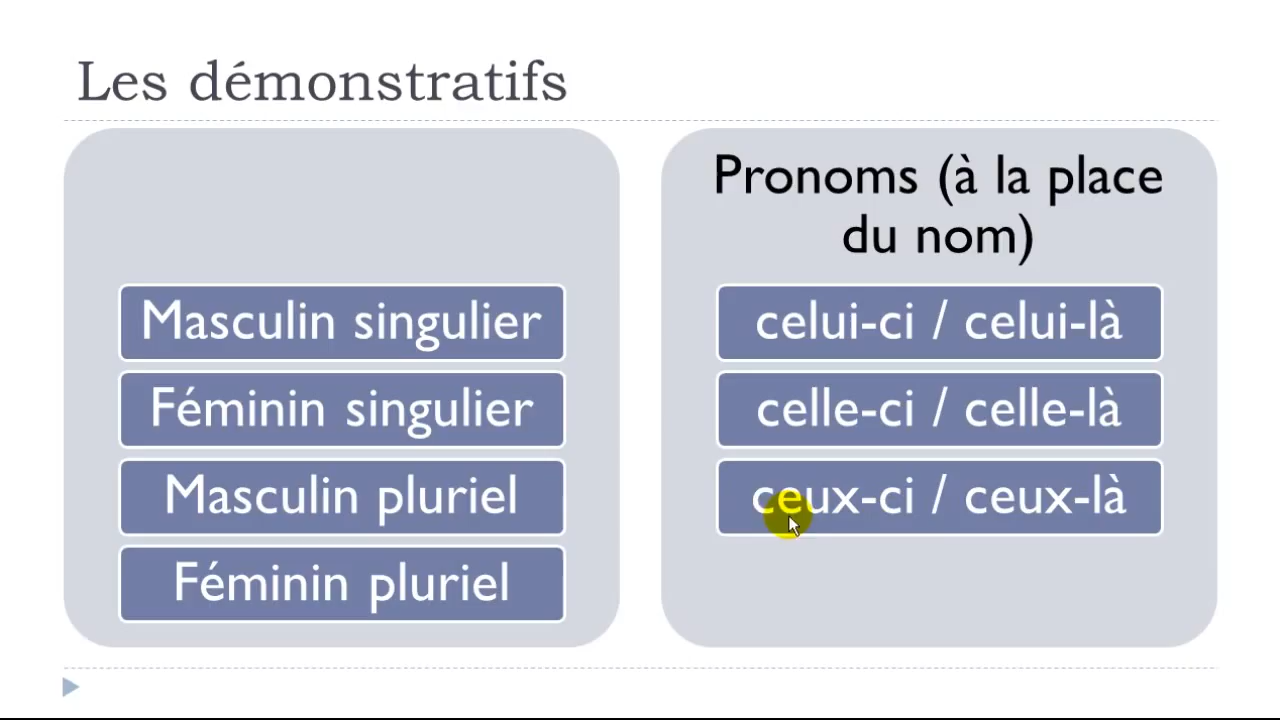 Les démonstratifs
Masculin singulier
Féminin singulier
Masculin pluriel
Féminin pluriel
Pronoms (à la place
du nom)
celui-ci / celui-là
celle-ci / celle-là
ceux-ci / ceux-là